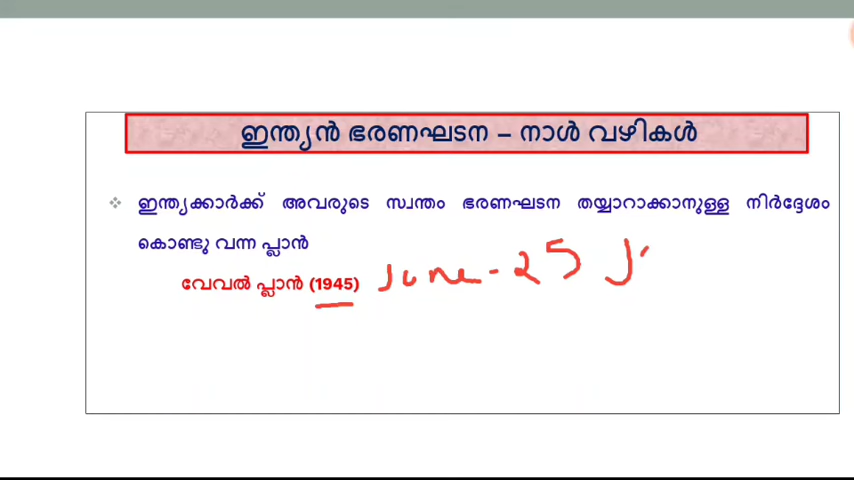 ഇന്ത്യൻ ഭരണഘടന – നാൾ വഴികൾ
❖ ഇന്ത്യക്കാർക്ക് അവരുടെ സ്വന്തം ഭരണഘടന തയ്യാറാക്കാനുള്ള നിർദ്ദേശം
കൊണ്ടു വന്ന പ്ലാൻ
വേവൽ പ്ലാൻ (1945) June - 25